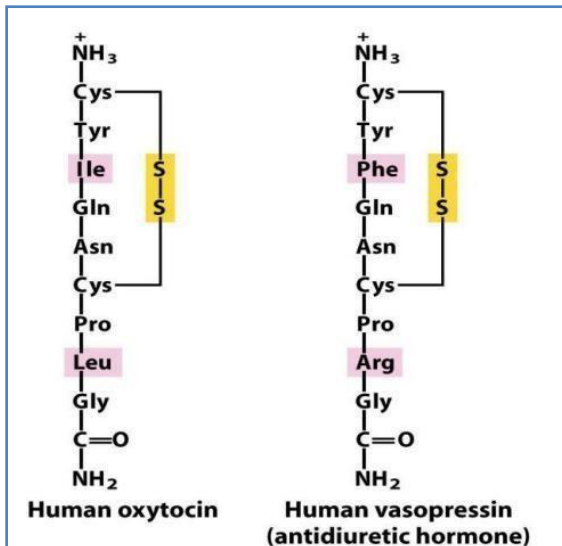 +
NH3
Cys
Tyr
Ile
Gln
Asn
Cys
Pro
Leu
Gly
C=O
NH2
S
S
Human oxytocin
+
NH3
Cys
Tyr
Phe
Gln
Asn
Cys
Pro
Arg
Gly
C=O
NH2
S
S
Human vasopressin
(antidiuretic hormone)